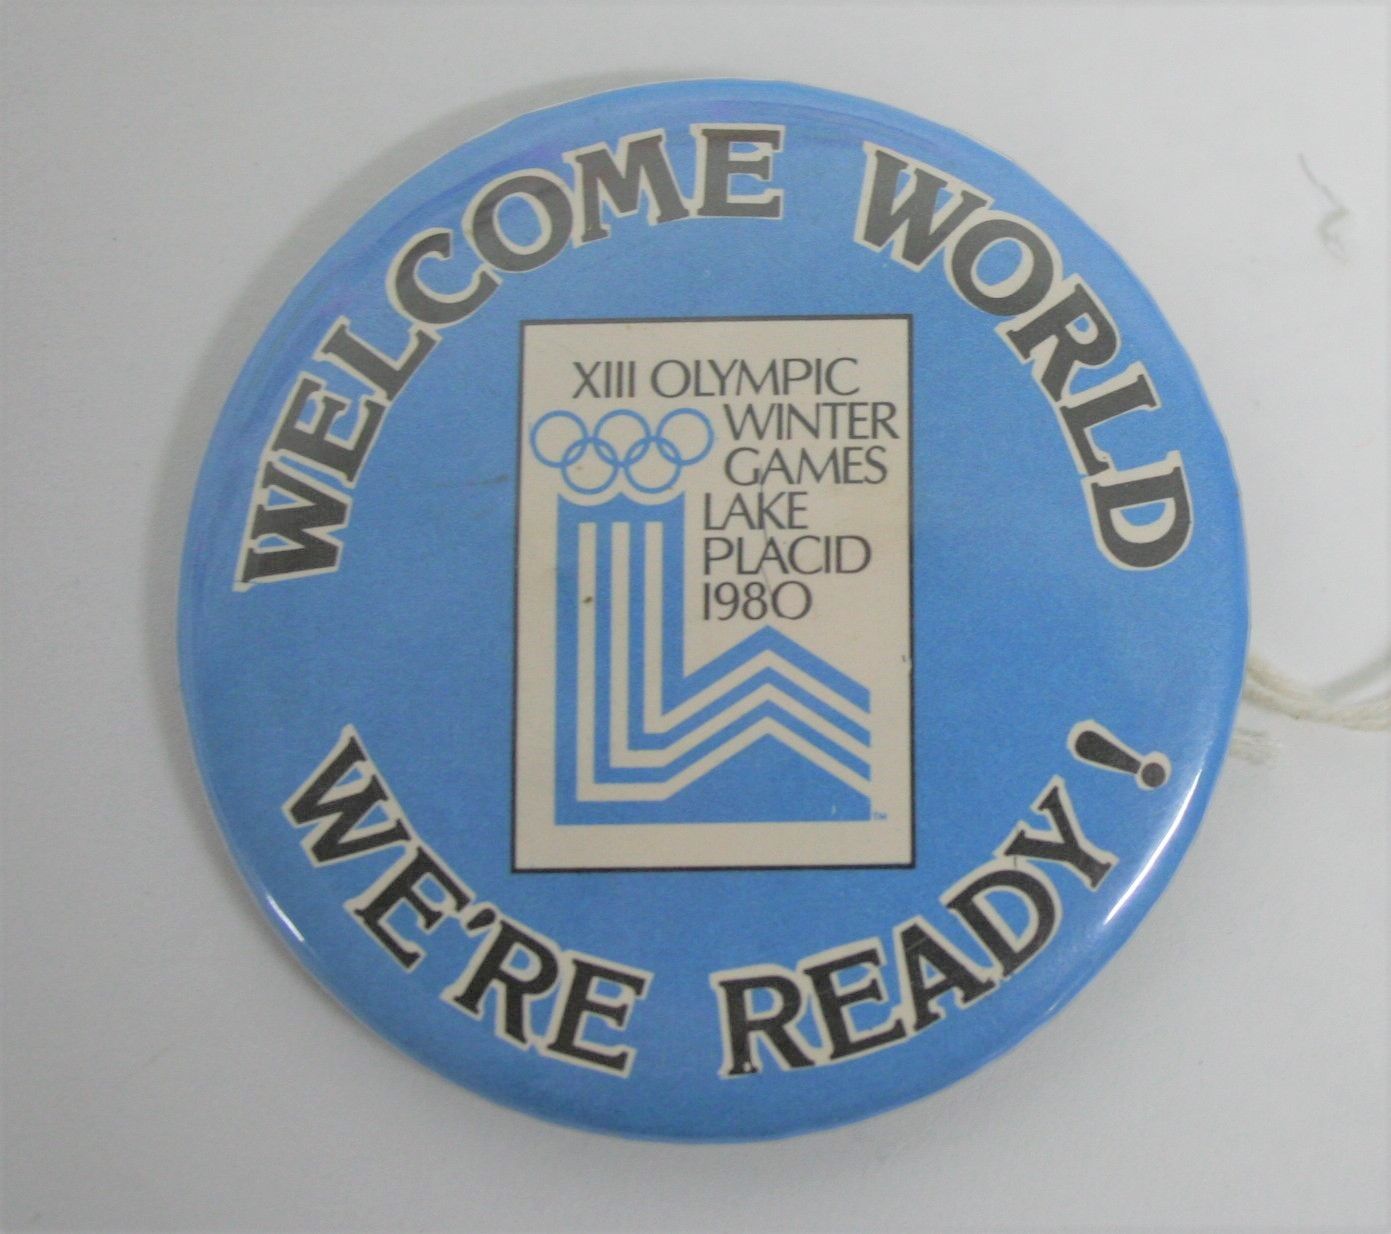 WELCOME WORLD
XIII OLYMPIC
WINTER
GAMES
LAKE
PLACID
1980
TM
WE'RE READY!